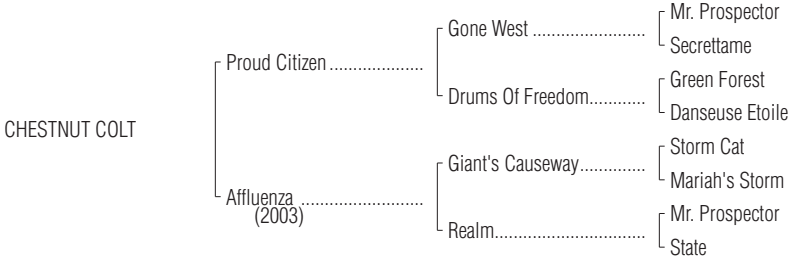 Mr. Prospector
Gone West ........................
Secrettame
Proud Citizen ....................
Green Forest
Drums Of Freedom............
Danseuse Etoile
CHESTNUT COLT
Storm Cat
Giant's Causeway..............
Mariah's Storm
Affluenza ..........................
(2003)
Mr. Prospector
Realm................................
State